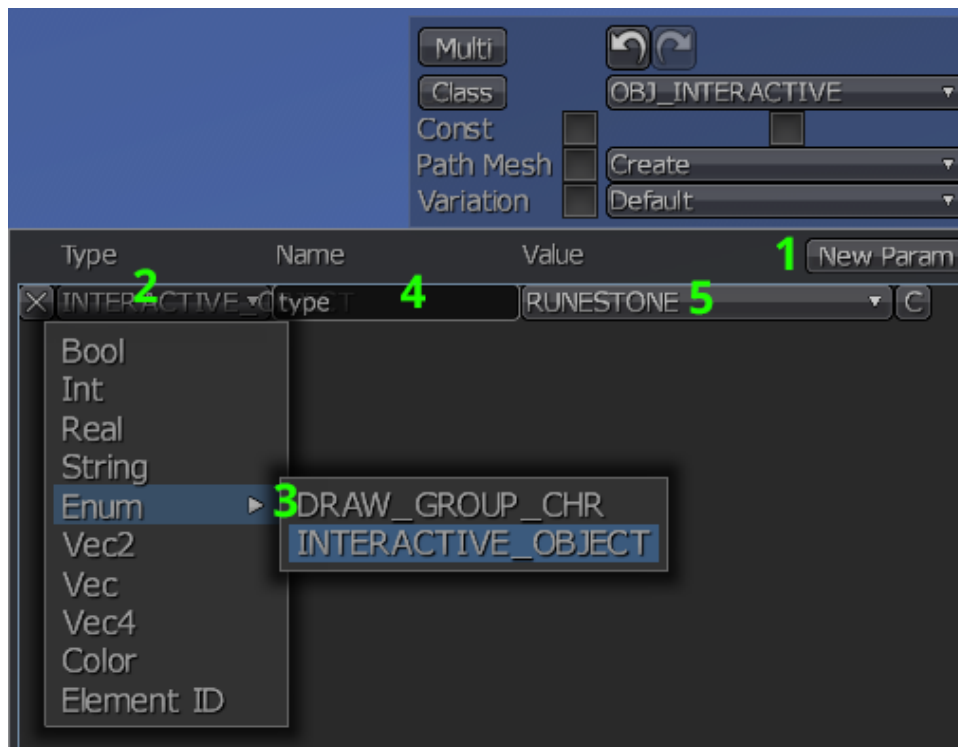 Multi
Class OBJ_INTERACTIVE
Const
Path Mesh Create
Variation Default
Type Name Value 1 New Param
2
X INTERACTIVE_OBJECT type 4 RUNESTONE 5 C
Bool
Int
Real
String
Enum 3 DRAW_GROUP_CHR
Vec2 INTERACTIVE_OBJECT
Vec
Vec4
Color
Element ID